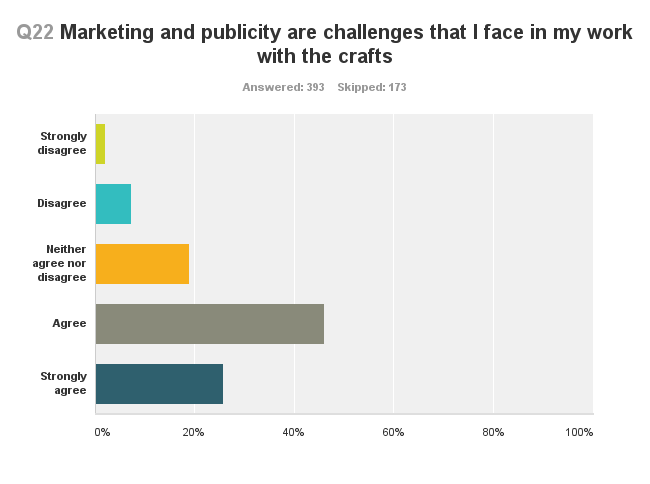 Q22 Marketing and publicity are challenges that I face in my work
with the crafts
Answered: 393 Skipped: 173
Strongly
disagree
Disagree
Neither
agree nor
disagree
Agree
Strongly
agree
0% 20% 40% 60% 80% 100%